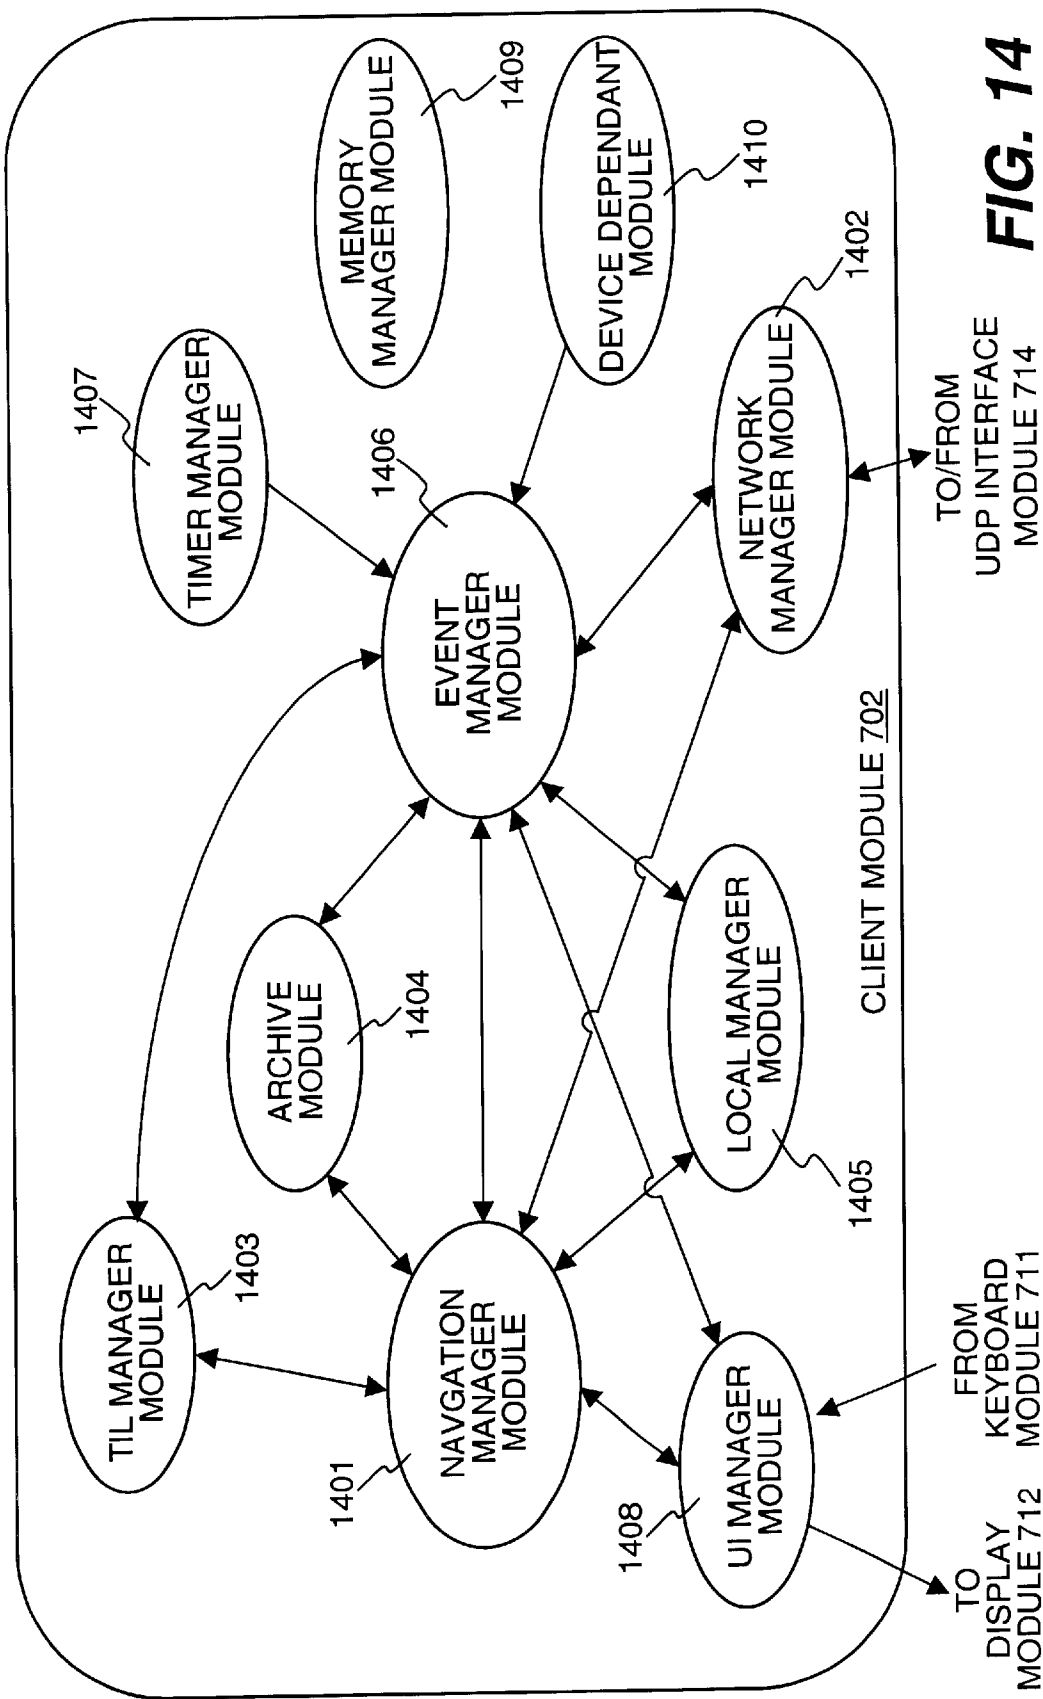 TIL MANAGER
MODULE
1403
TIMER MANAGER
MODULE
1407
ARCHIVE
MODULE
1404
MEMORY
MANAGER MODULE
1409
NAVGATION
MANAGER
MODULE
1401
EVENT
MANAGER
MODULE
1406
DEVICE DEPENDANT
MODULE
1410
UI MANAGER
MODULE
1408
LOCAL MANAGER
MODULE
1405
NETWORK
MANAGER MODULE
1402
CLIENT MODULE 702
TO
DISPLAY
MODULE 712
FROM
KEYBOARD
MODULE 711
TO/FROM
UDP INTERFACE
MODULE 714
FIG. 14